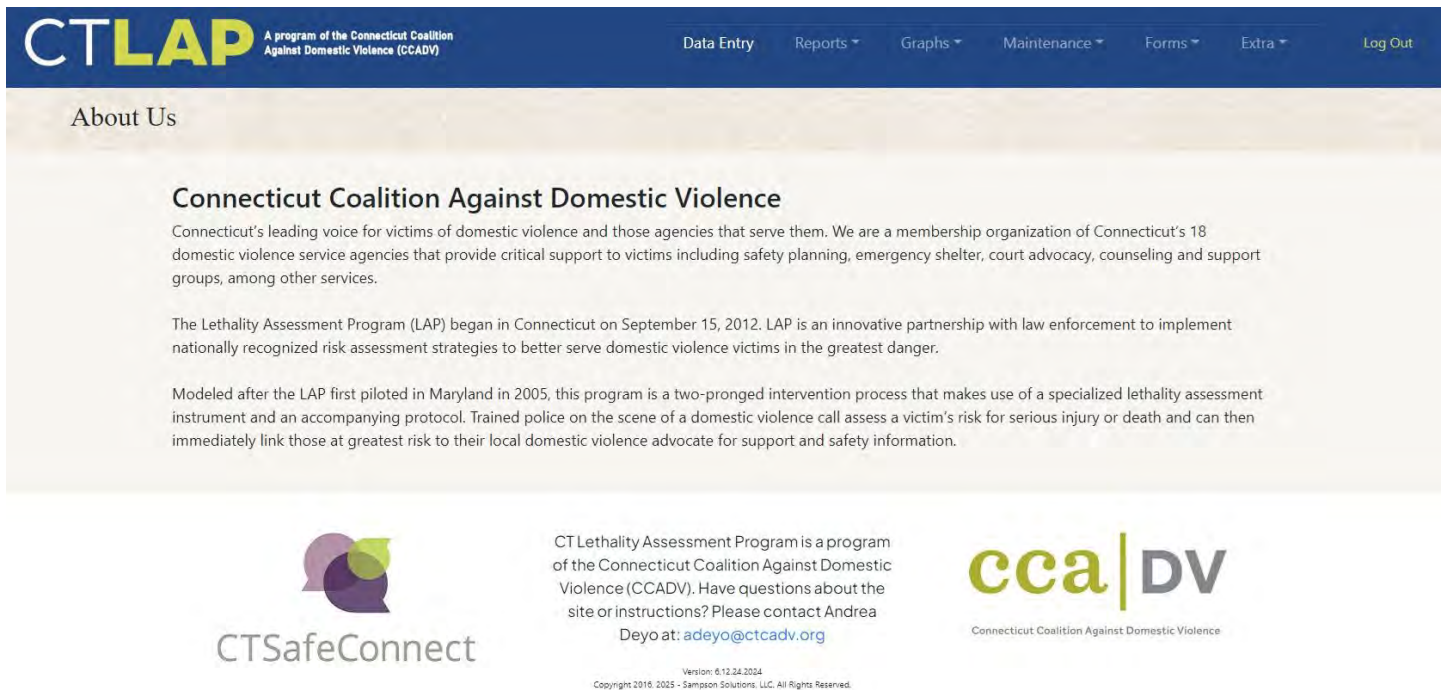 CTLAP
A program of the Connecticut Coalition
Against Domestic Violence (CCADV)
Data Entry Reports Graphs Maintenance Forms Extra Log Out
About Us
Connecticut Coalition Against Domestic Violence
Connecticut's leading voice for victims of domestic violence and those agencies that serve them. We are a membership organization of Connecticut's 18
domestic violence service agencies that provide critical support to victims including safety planning, emergency shelter, court advocacy, counseling and support
groups, among other services.
The Lethality Assessment Program (LAP) began in Connecticut on September 15, 2012. LAP is an innovative partnership with law enforcement to implement
nationally recognized risk assessment strategies to better serve domestic violence victims in the greatest danger.
Modeled after the LAP first piloted in Maryland in 2005, this program is a two-pronged intervention process that makes use of a specialized lethality assessment
instrument and an accompanying protocol. Trained police on the scene of a domestic violence call assess a victim's risk for serious injury or death and can then
immediately link those at greatest risk to their local domestic violence advocate for support and safety information.
CTSafeConnect
CT Lethality Assessment Program is a program
of the Connecticut Coalition Against Domestic
Violence (CCADV). Have questions about the
site or instructions? Please contact Andrea
Deyo at: adeyo@ctcadv.org
Version: 6.12.24.2024
Copyright 2016, 2025 - Sampson Solutions, LLC. All Rights Reserved.
cca|DV
Connecticut Coalition Against Domestic Violence